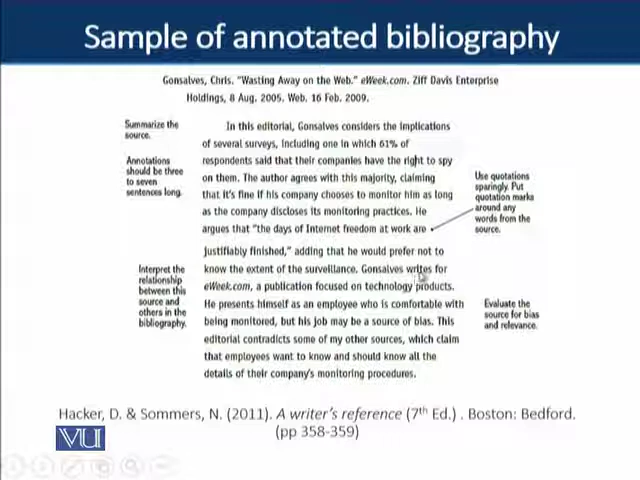 Sample of annotated bibliography
Gonsalves, Chris. "Wasting Away on the Web." eWeek.com. Ziff Davis Enterprise
Holdings, 8 Aug. 2005. Web. 16 Feb. 2009.
Summarize the
source.
Annotations
should be three
to seven
sentences long.
In this editorial, Gonsalves considers the implications
of several surveys, including one in which 61% of
respondents said that their companies have the right to spy
on them. The author agrees with this majority, claiming
that it's fine if his company chooses to monitor him as long
as the company discloses its monitoring practices. He
argues that "the days of Internet freedom at work are
Use quotations
sparingly. Put
quotation marks
around any
words from the
source.
justifiably finished," adding that he would prefer not to
know the extent of the surveillance. Gonsalves writes for
eWeek.com, a publication focused on technology products.
He presents himself as an employee who is comfortable with
being monitored, but his job may be a source of bias. This
editorial contradicts some of my other sources, which claim
that employees want to know and should know all the
details of their company's monitoring procedures.
Interpret the
relationship
between this
source and
others in the
bibliography.
Evaluate the
source for bias
and relevance.
Hacker, D. & Sommers, N. (2011). A writer's reference (7th Ed.) . Boston: Bedford.
(pp 358-359)
VU